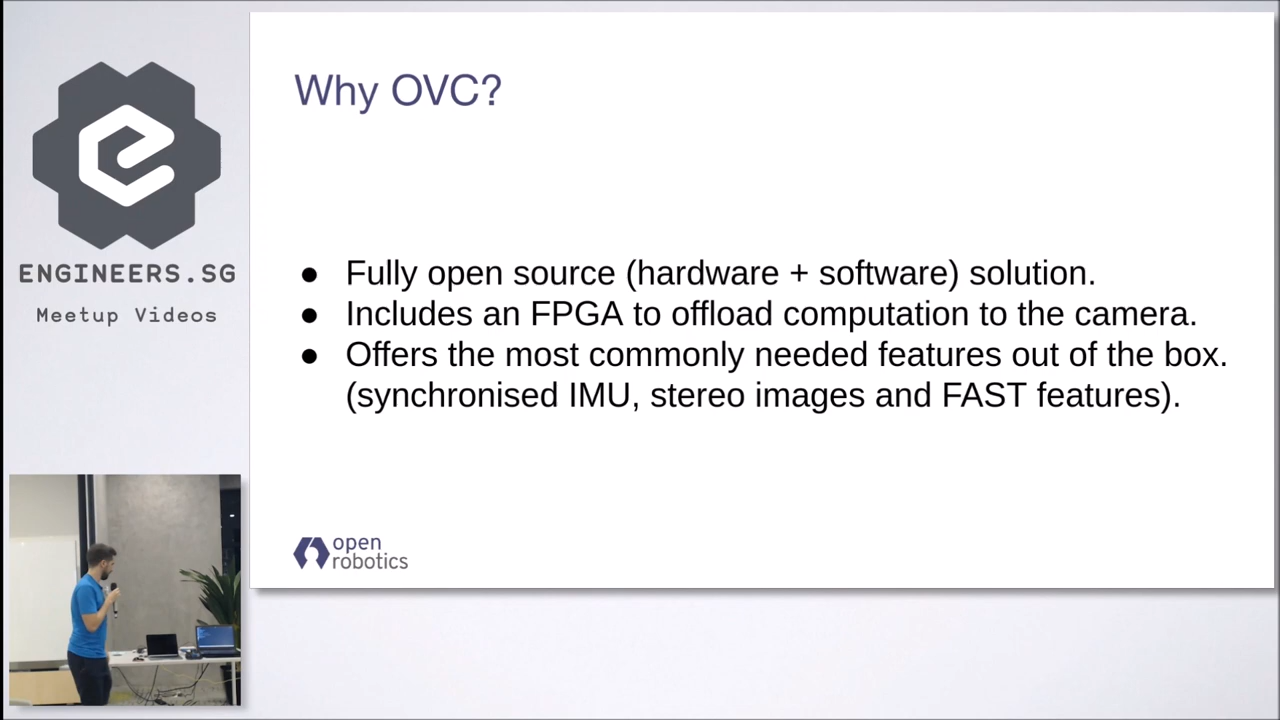 ENGINEERS.SG
Meetup Videos
Why OVC?
● Fully open source (hardware + software) solution.
● Includes an FPGA to offload computation to the camera.
● Offers the most commonly needed features out of the box.
(synchronised IMU, stereo images and FAST features).
open
robotics